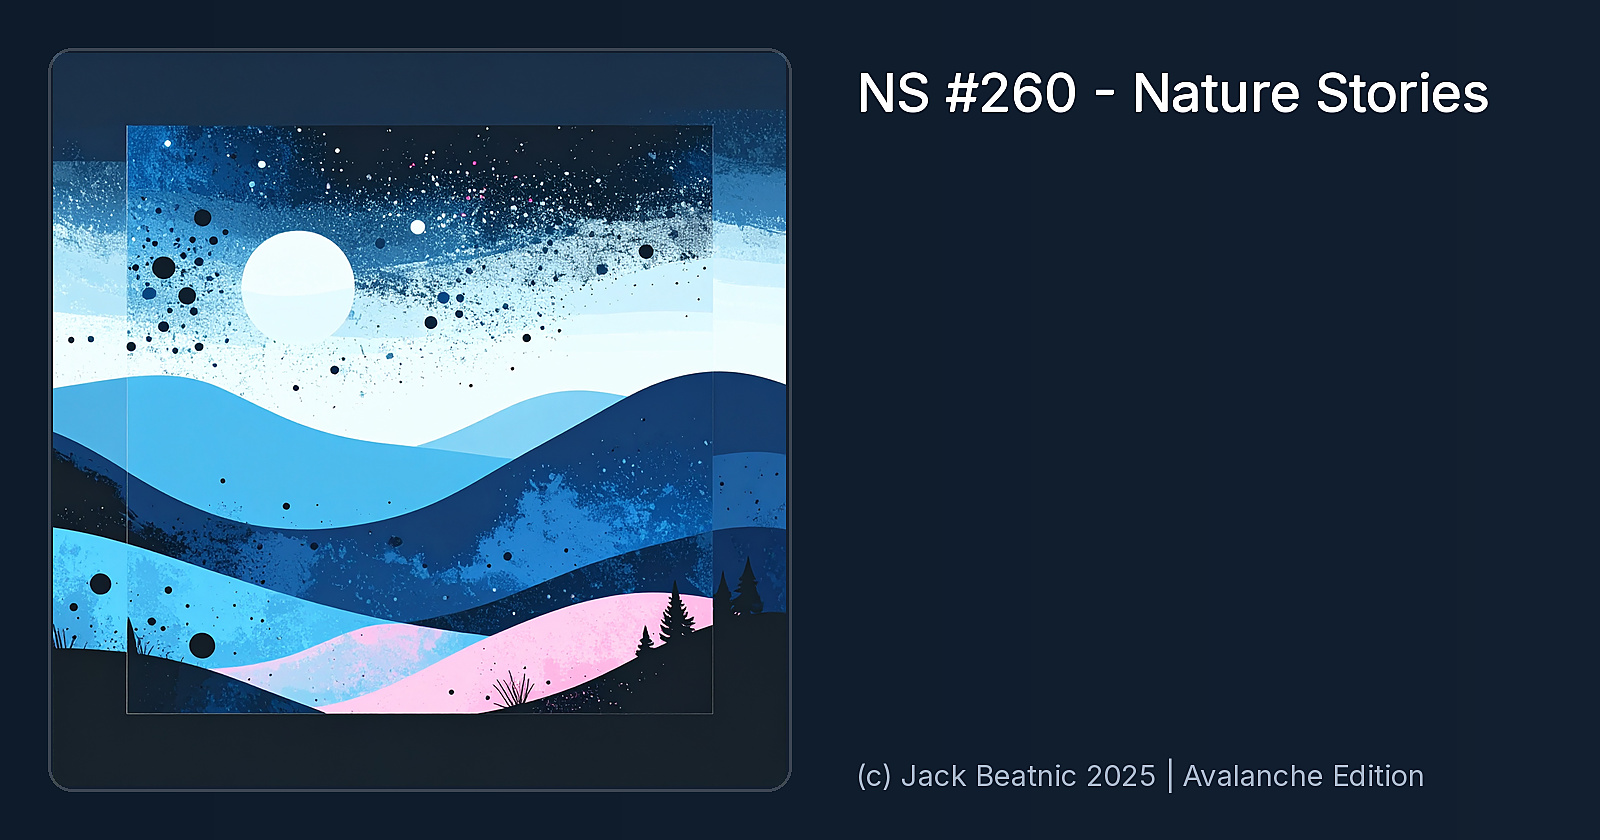 NS #260 - Nature Stories
(c) Jack Beatnic 2025 | Avalanche Edition